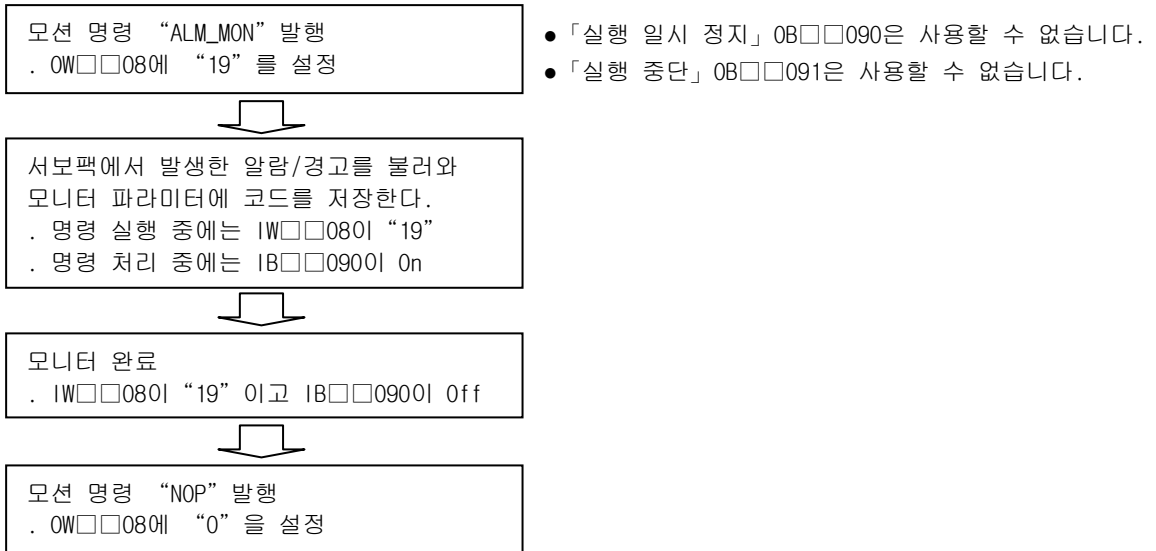 모션 명령 “ALM_MON”발행
. OW□□08에 “19”를 설정
●「실행 일시 정지」0B□□090은 사용할 수 없습니다.
●「실행 중단」0B□□091은 사용할 수 없습니다.
서보팩에서 발생한 알람/경고를 불러와
모니터 파라미터에 코드를 저장한다.
. 명령 실행 중에는 IW□□08이“19”
. 명령 처리 중에는 IB□□090이 On
모니터 완료
. IW□□08이“19”이고 IB□□090이 Off
모션 명령 “NOP”발행
. OW□□08에 “0”을 설정